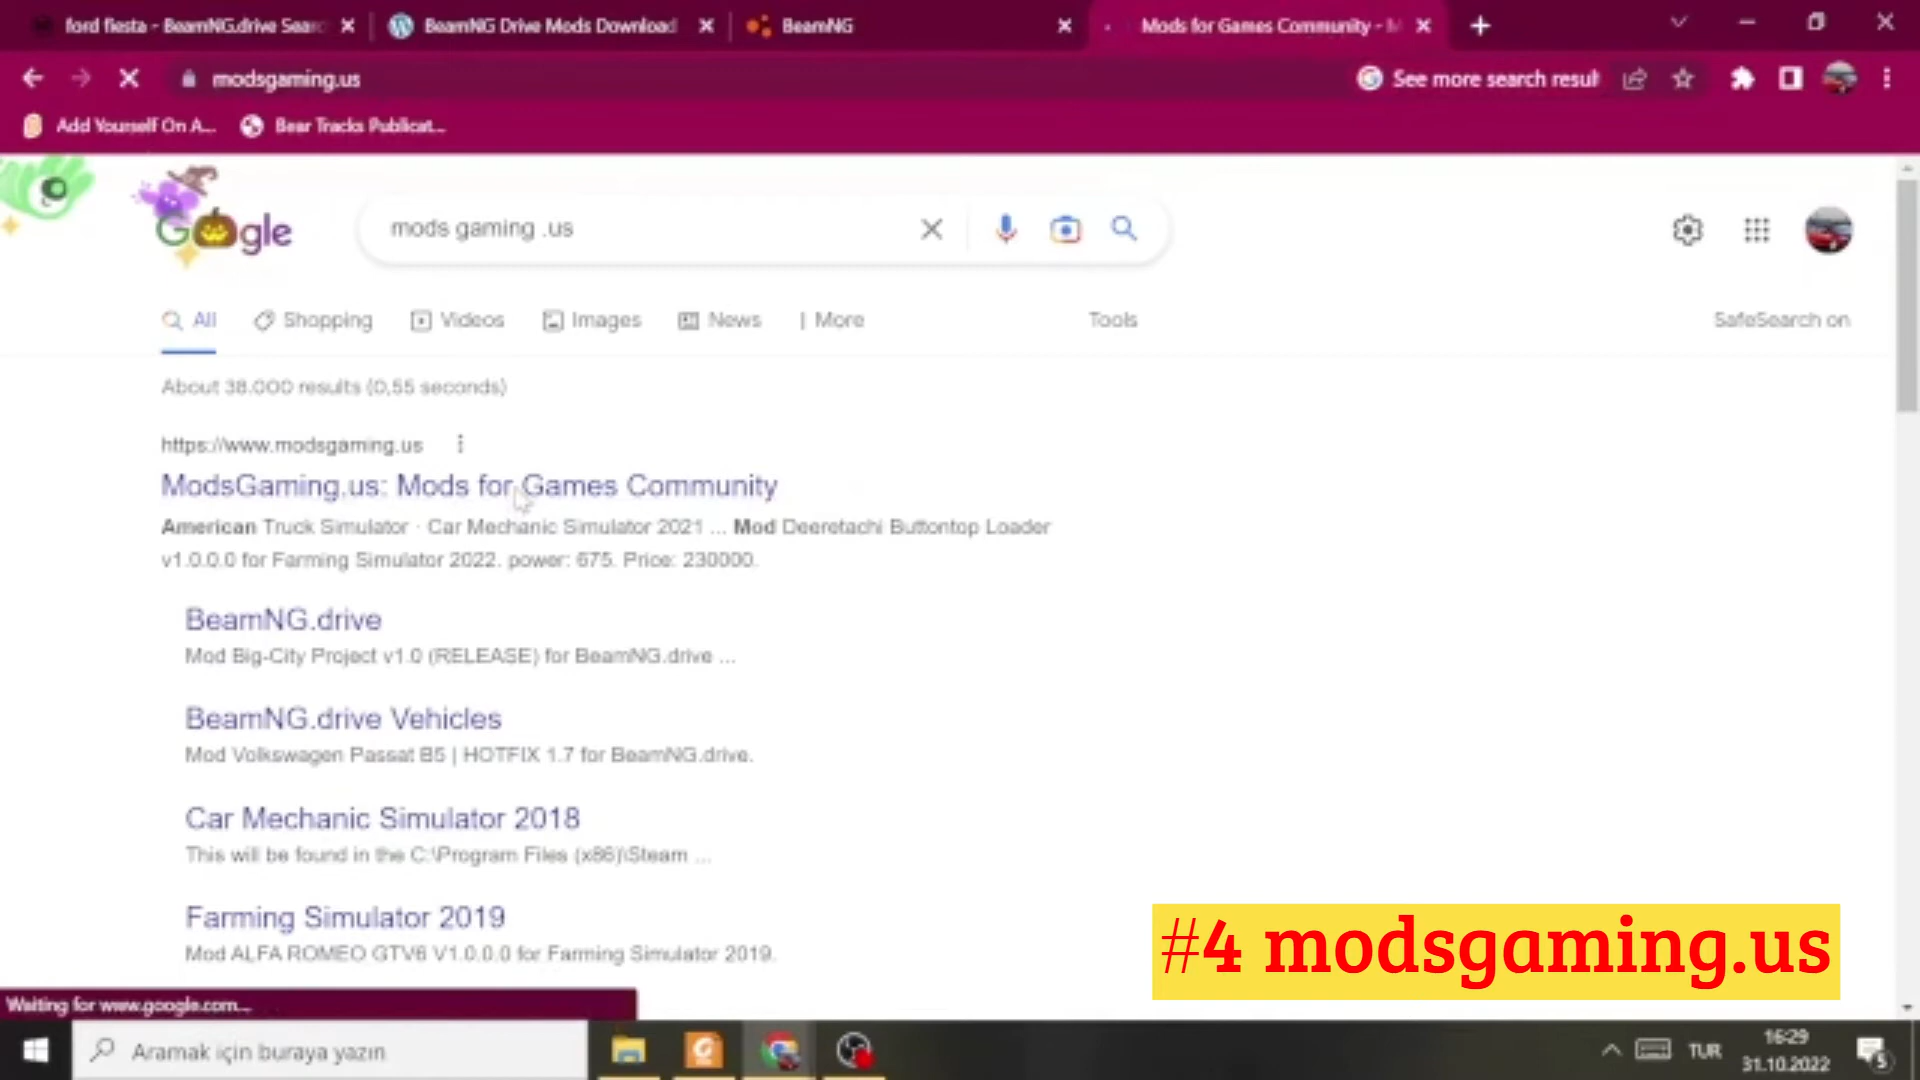 ford fiesta - BeamNG.drive Sear
BeamNG Drive Mods Download
BeamNG
Mods for Games Community - M
modsgaming.us
See more search resul
Add Yourself On A...
Bear Tracks Publicat...
Google
mods gaming .us
All
Shopping
Videos
Images
News
More
Tools
SafeSearch on
About 38.000 results (0,55 seconds)
https://www.modsgaming.us
ModsGaming.us: Mods for Games Community
American Truck Simulator · Car Mechanic Simulator 2021 ... Mod Deeretachi Buttontop Loader
v1.0.0.0 for Farming Simulator 2022. power: 675. Price: 230000.
BeamNG.drive
Mod Big-City Project v1.0 (RELEASE) for BeamNG.drive ...
BeamNG.drive Vehicles
Mod Volkswagen Passat B5 | HOTFIX 1.7 for BeamNG.drive.
Car Mechanic Simulator 2018
This will be found in the C:\Program Files (x86)\Steam ...
Farming Simulator 2019
Mod ALFA ROMEO GTV6 V1.0.0.0 for Farming Simulator 2019.
#4 modsgaming.us
Waiting for www.google.com...
Aramak için buraya yazın
TUR
16:29
31.10.2022
5